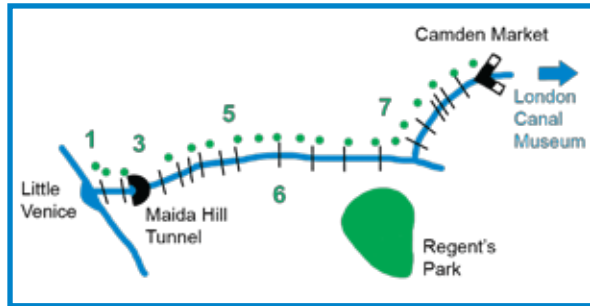 Camden Market
London
Canal
Museum
1
3
5
7
6
Little
Venice
Maida Hill
Tunnel
Regent's
Park